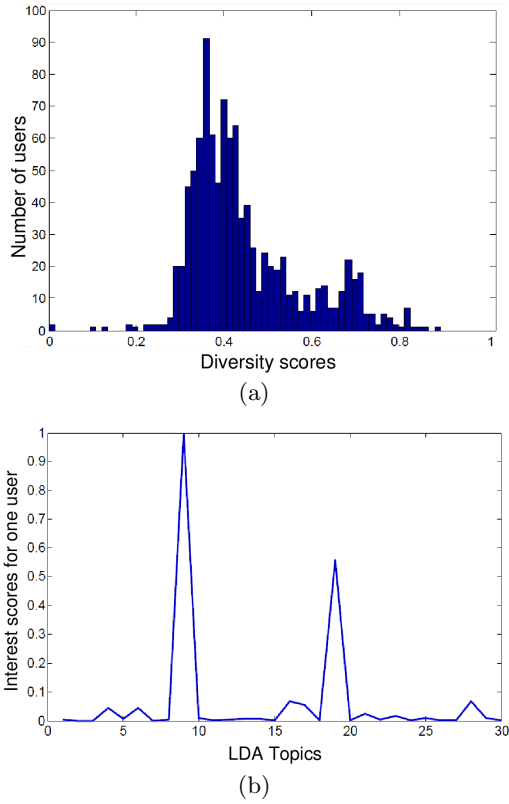 100
90
80
70
60
50
40
30
20
10
0
Number of users
0 0.2 0.4 0.6 0.8 1
Diversity scores
(a)
1
0.9
0.8
0.7
0.6
0.5
0.4
0.3
0.2
0.1
0
Interest scores for one user
0 5 10 15 20 25 30
LDA Topics
(b)